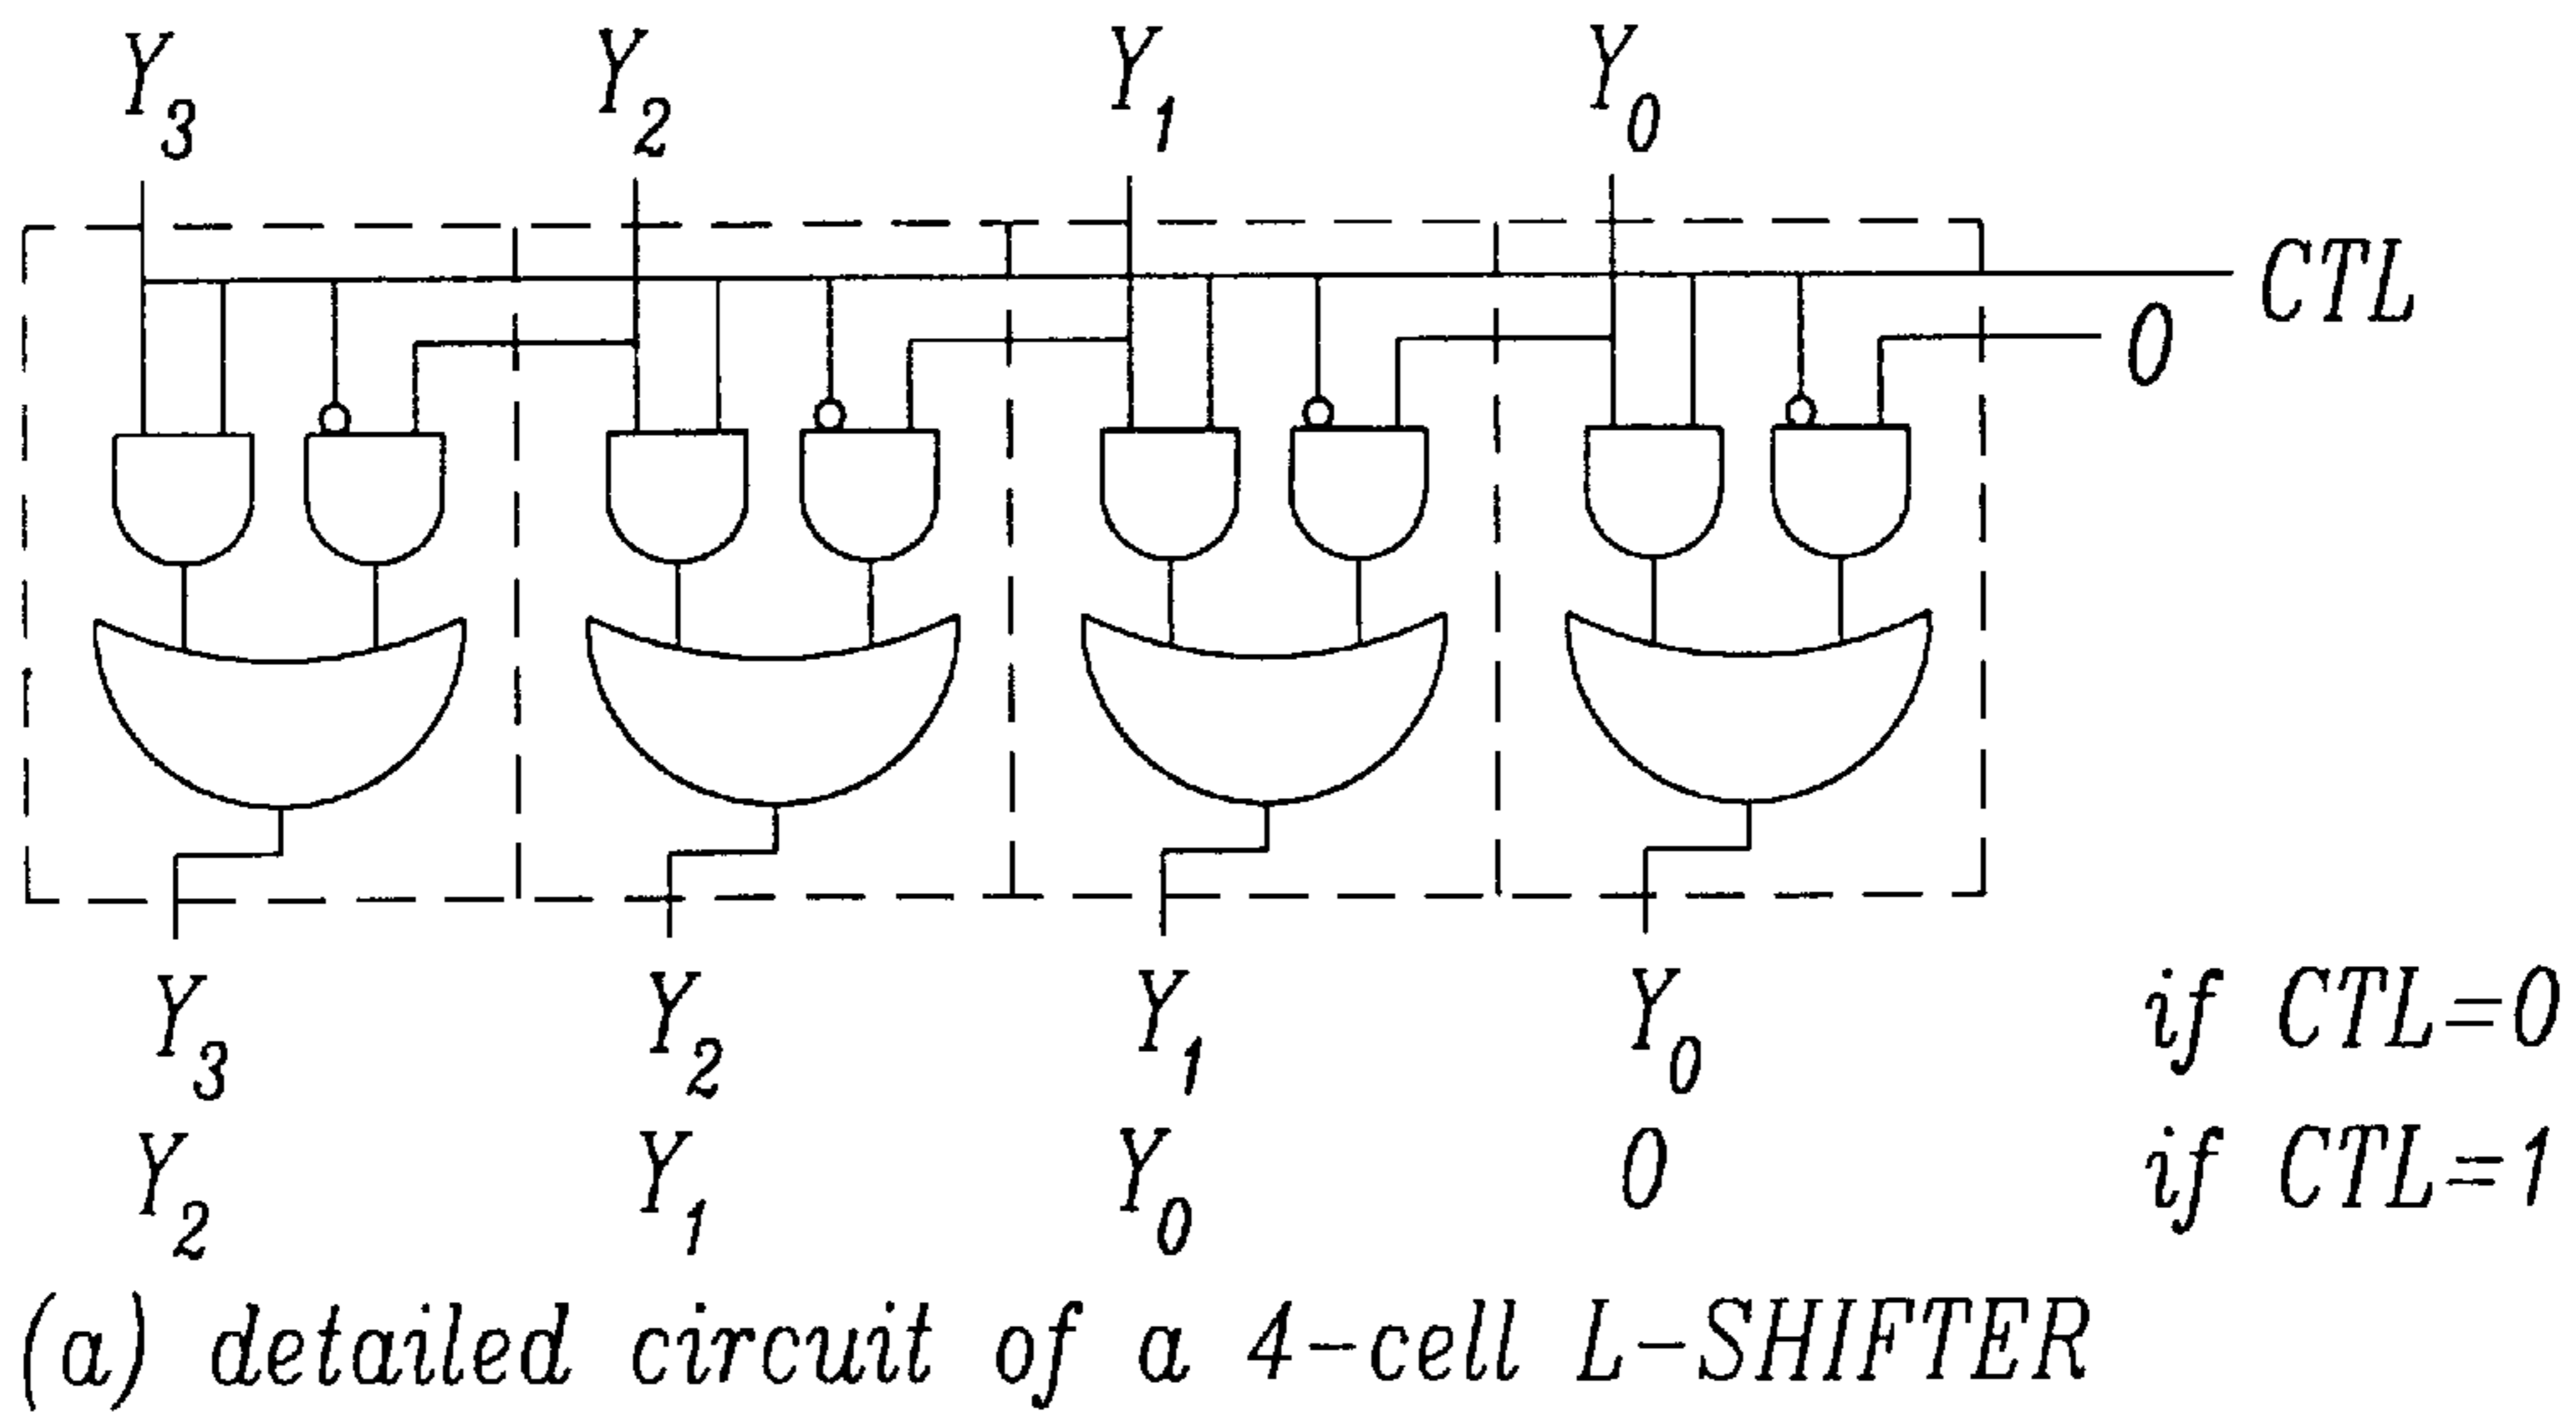 Y3 Y2 Y1 Y0
CTL
0
Y3 Y2 Y1 Y0 if CTL=0
Y2 Y1 Y0 0 if CTL=1
(a) detailed circuit of a 4-cell L-SHIFTER